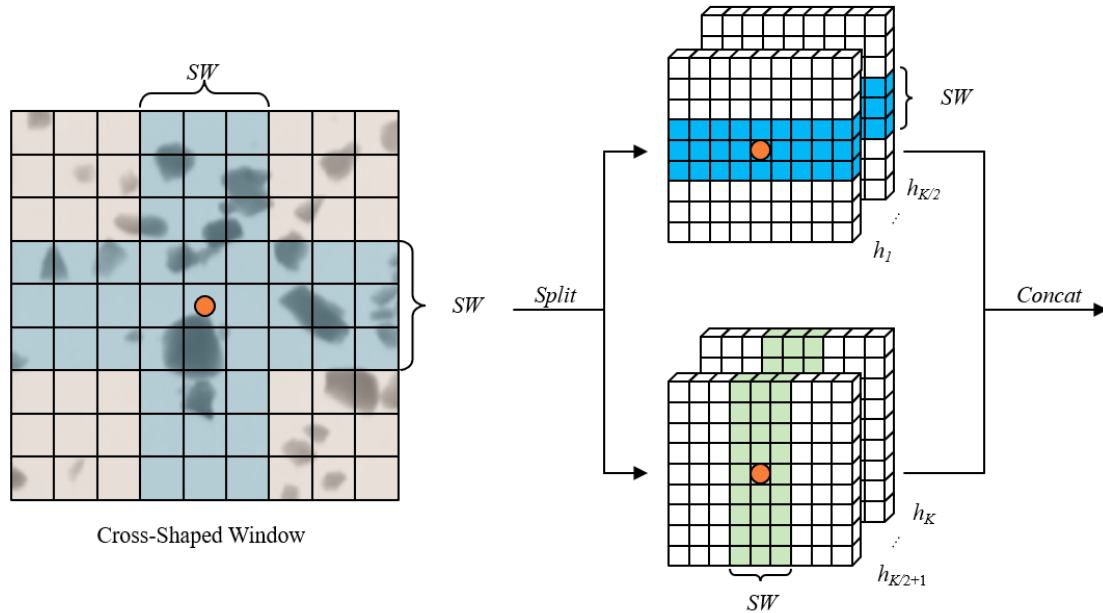 SW
SW
Cross-Shaped Window
Split
SW
h_{K/2}
⋮
h_1
h_K
⋮
h_{K/2+1}
SW
Concat